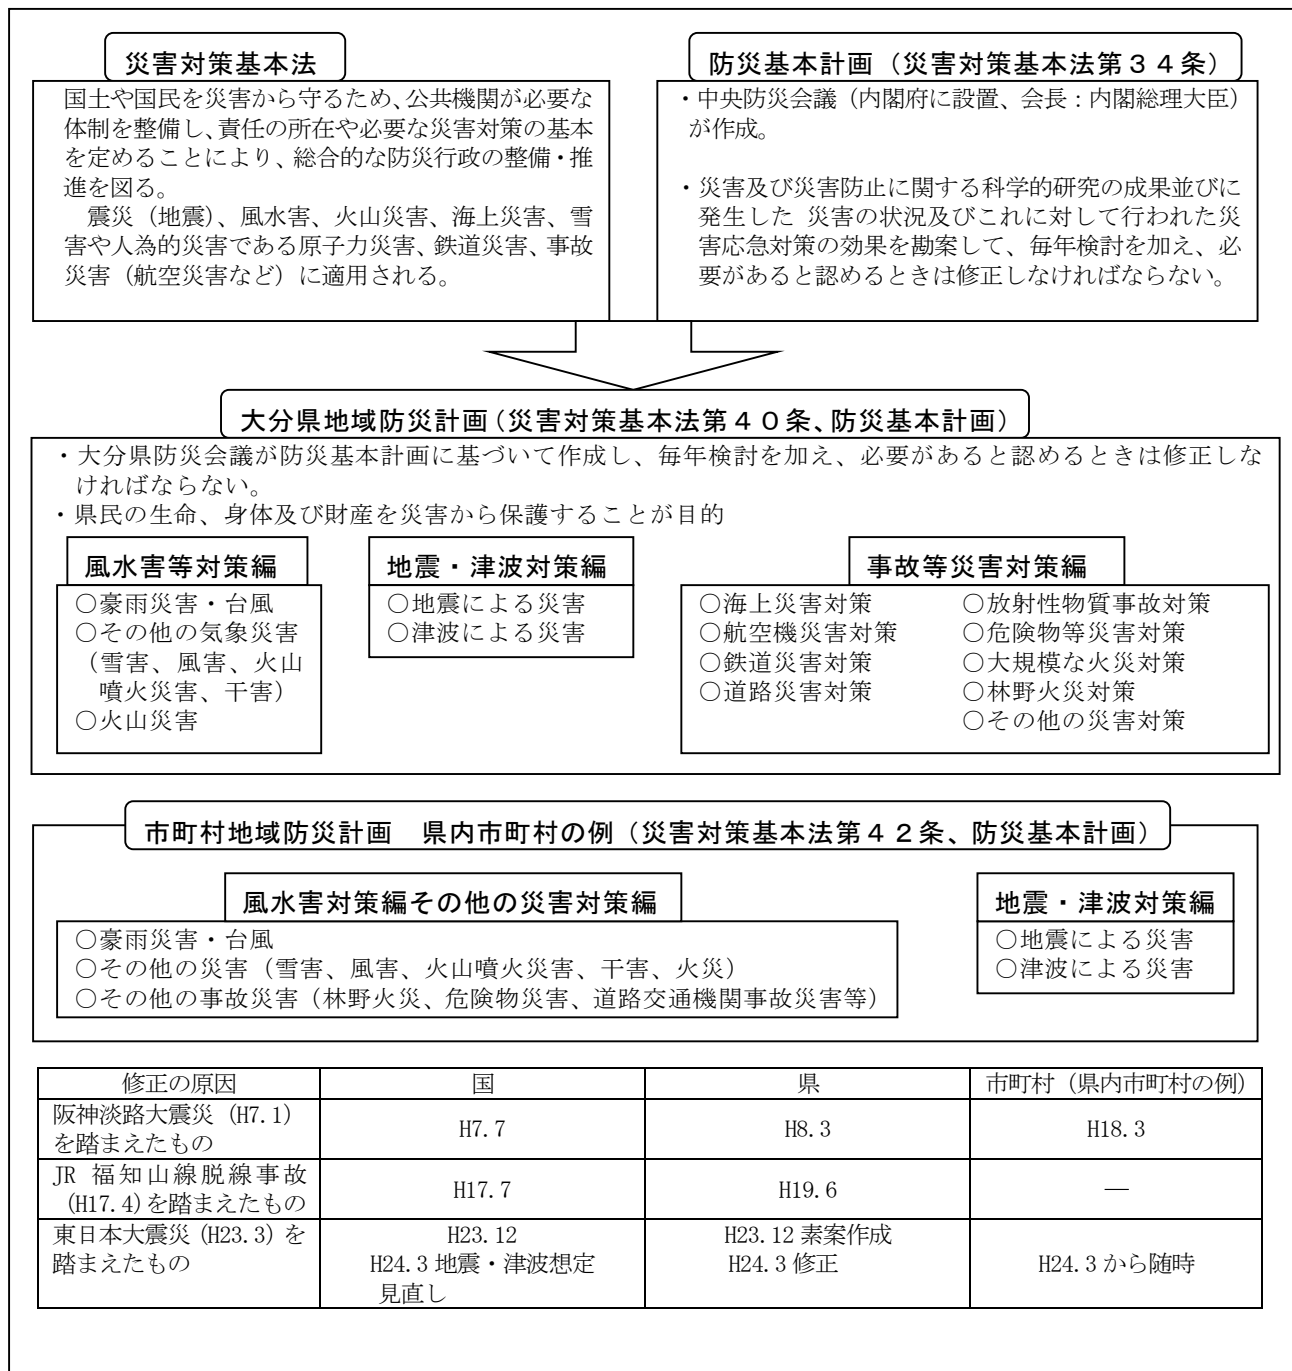 災害対策基本法
国土や国民を災害から守るため、公共機関が必要な
体制を整備し、責任の所在や必要な災害対策の基本
を定めることにより、総合的な防災行政の整備・推
進を図る。
震災（地震）、風水害、火山災害、海上災害、雪
害や人為的災害である原子力災害、鉄道災害、事故
災害（航空災害など）に適用される。
防災基本計画（災害対策基本法第３４条）
・中央防災会議（内閣府に設置、会長：内閣総理大臣）
が作成。
・災害及び災害防止に関する科学的研究の成果並びに
発生した 災害の状況及びこれに対して行われた災
害応急対策の効果を勘案して、毎年検討を加え、必
要があると認めるときは修正しなければならない。
大分県地域防災計画（災害対策基本法第４０条、防災基本計画）
・大分県防災会議が防災基本計画に基づいて作成し、毎年検討を加え、必要があると認めるときは修正しな
ければならない。
・県民の生命、身体及び財産を災害から保護することが目的
風水害等対策編
○豪雨災害・台風
○その他の気象災害
（雪害、風害、火山
噴火災害、干害）
○火山災害
地震・津波対策編
○地震による災害
○津波による災害
事故等災害対策編
○海上災害対策
○航空機災害対策
○鉄道災害対策
○道路災害対策
○放射性物質事故対策
○危険物等災害対策
○大規模な火災対策
○林野火災対策
○その他の災害対策
市町村地域防災計画　県内市町村の例（災害対策基本法第４２条、防災基本計画）
風水害対策編その他の災害対策編
○豪雨災害・台風
○その他の災害（雪害、風害、火山噴火災害、干害、火災）
○その他の事故災害（林野火災、危険物災害、道路交通機関事故災害等）
地震・津波対策編
○地震による災害
○津波による災害
修正の原因 国 県 市町村（県内市町村の例）
阪神淡路大震災（H7.1）
を踏まえたもの
H7.7 H8.3 H18.3
JR 福知山線脱線事故
（H17.4）を踏まえたもの
H17.7 H19.6 ―
東日本大震災（H23.3）を
踏まえたもの
H23.12
H24.3 地震・津波想定
見直し
H23.12 素案作成
H24.3 修正
H24.3 から随時